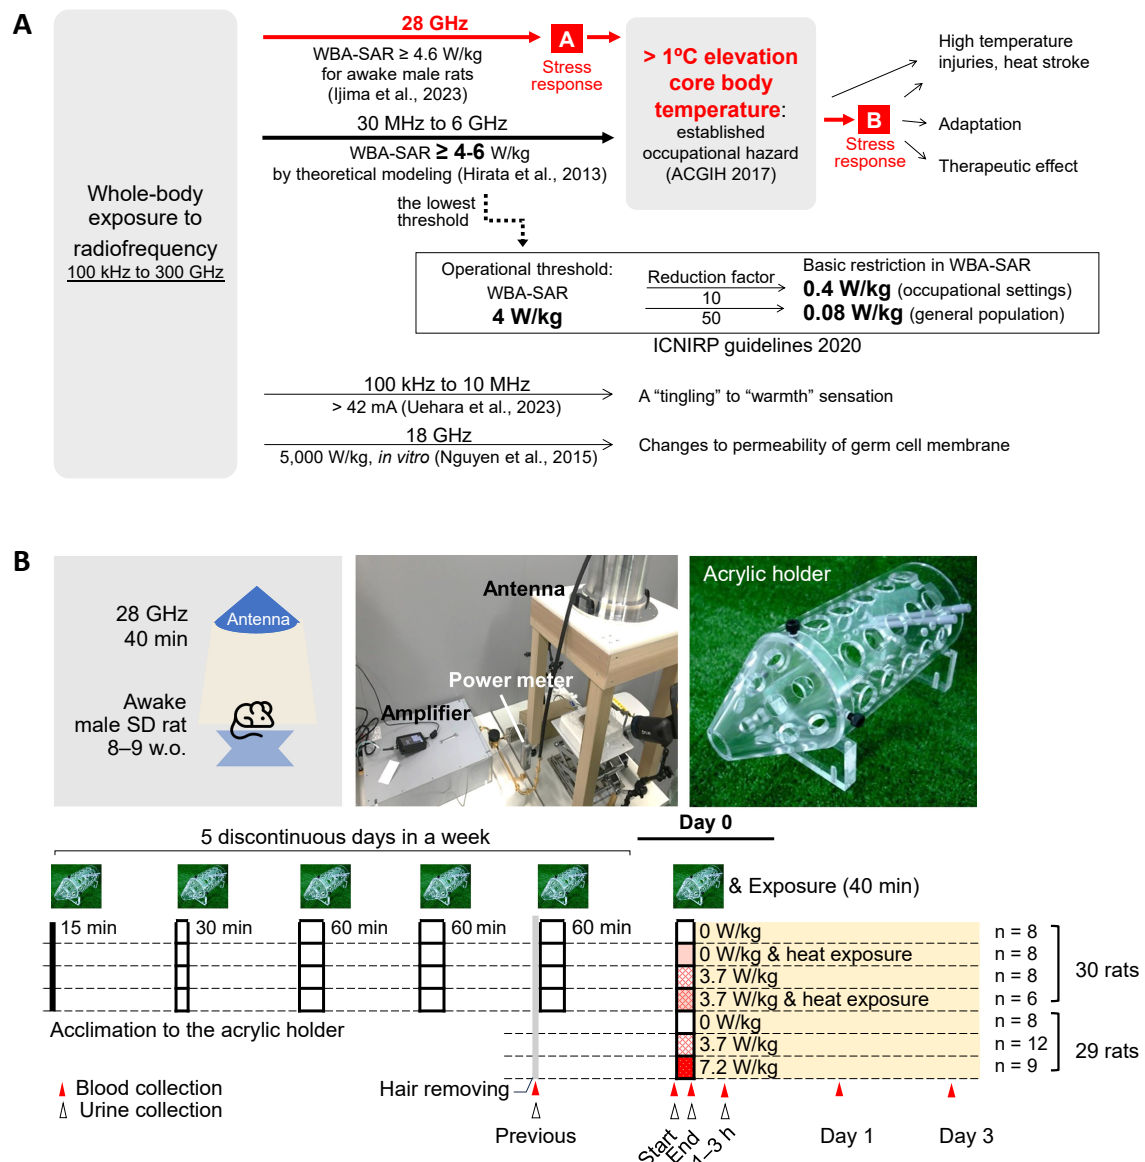 A
Whole-body
exposure to
radiofrequency
100 kHz to 300 GHz
28 GHz
WBA-SAR ≥ 4.6 W/kg
for awake male rats
(Ijima et al., 2023)
A
Stress
response
30 MHz to 6 GHz
WBA-SAR ≥ 4-6 W/kg
by theoretical modeling (Hirata et al., 2013)
the lowest
threshold
> 1ºC elevation
core body
temperature:
established
occupational hazard
(ACGIH 2017)
B
Stress
response
High temperature
injuries, heat stroke
Adaptation
Therapeutic effect
Operational threshold:
WBA-SAR
4 W/kg
Reduction factor
10
50
Basic restriction in WBA-SAR
0.4 W/kg (occupational settings)
0.08 W/kg (general population)
ICNIRP guidelines 2020
100 kHz to 10 MHz
> 42 mA (Uehara et al., 2023)
A “tingling” to “warmth” sensation
18 GHz
5,000 W/kg, in vitro (Nguyen et al., 2015)
Changes to permeability of germ cell membrane
B
28 GHz
40 min
Antenna
Awake
male SD rat
8–9 w.o.
Antenna
Power meter
Amplifier
Acrylic holder
5 discontinuous days in a week
Day 0
& Exposure (40 min)
15 min
30 min
60 min
60 min
60 min
0 W/kg
n = 8
0 W/kg & heat exposure
n = 8
3.7 W/kg
n = 8
3.7 W/kg & heat exposure
n = 6
30 rats
0 W/kg
n = 8
3.7 W/kg
n = 12
7.2 W/kg
n = 9
29 rats
Acclimation to the acrylic holder
Hair removing
Blood collection
Urine collection
Previous
Start
End
1–3 h
Day 1
Day 3